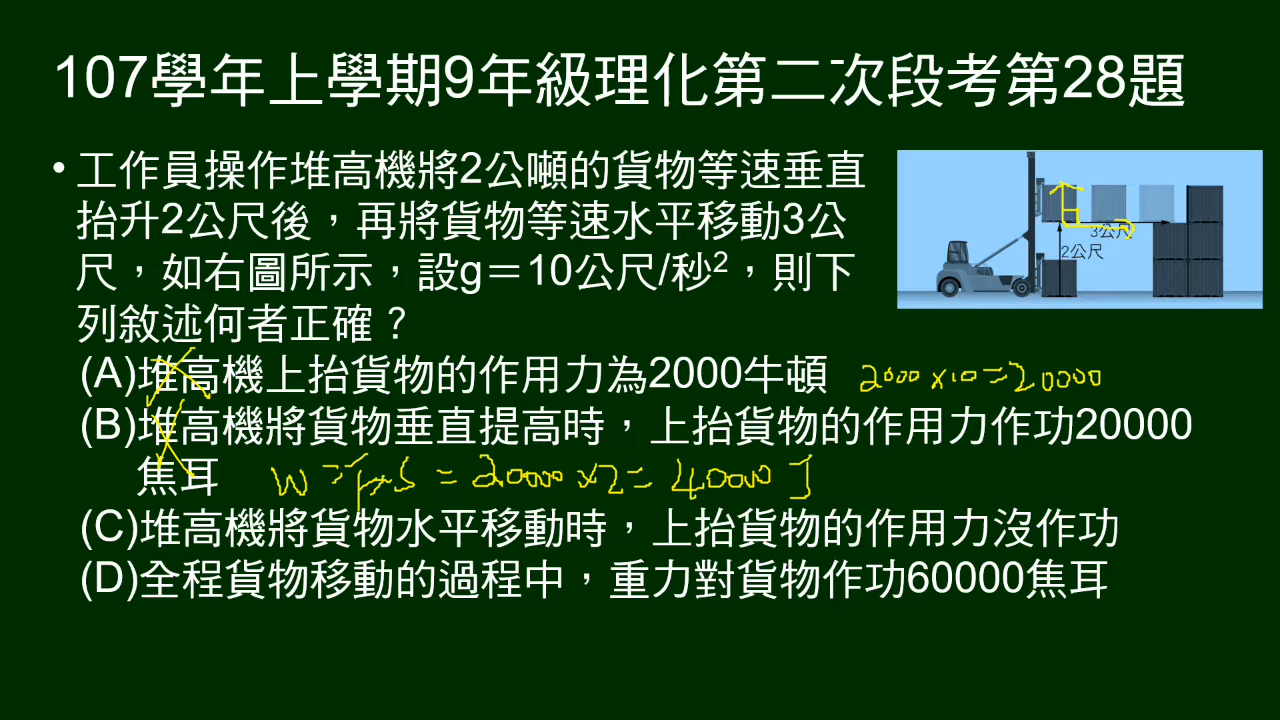 107學年上學期9年級理化第二次段考第28題
• 工作員操作堆高機將2公噸的貨物等速垂直
抬升2公尺後，再將貨物等速水平移動3公
尺，如右圖所示，設g＝10公尺/秒²，則下
列敘述何者正確？
3公尺
2公尺
(A)堆高機上抬貨物的作用力為2000牛頓
2000×10=20000
(B)堆高機將貨物垂直提高時，上抬貨物的作用力作功20000
焦耳
W=F×S=20000×2=40000 J
(C)堆高機將貨物水平移動時，上抬貨物的作用力沒作功
(D)全程貨物移動的過程中，重力對貨物作功60000焦耳